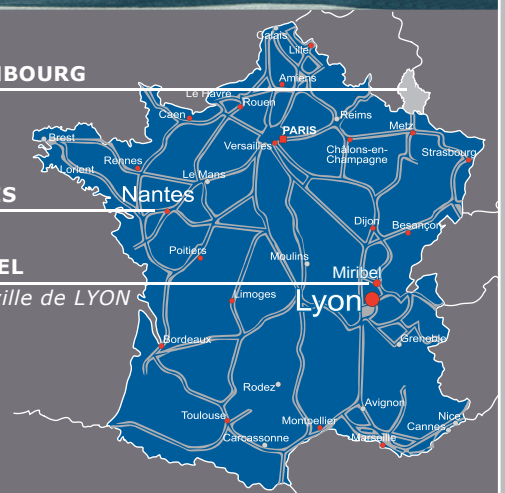 Calais
Lille
Amiens
MBOURG
Le Havre
Rouen
Caen
Reims
PARIS
Metz
Versailles
Châlons-en-
Champagne
Strasbourg
Brest
Rennes
Lorient
Le Mans
Nantes
ES
Dijon
Besançon
Poitiers
Moulins
EL
Miribel
ville de LYON
Limoges
Lyon
Bordeaux
Grenoble
Rodez
Avignon
Toulouse
Montpellier
Nice
Cannes
Carcassonne
Marseille